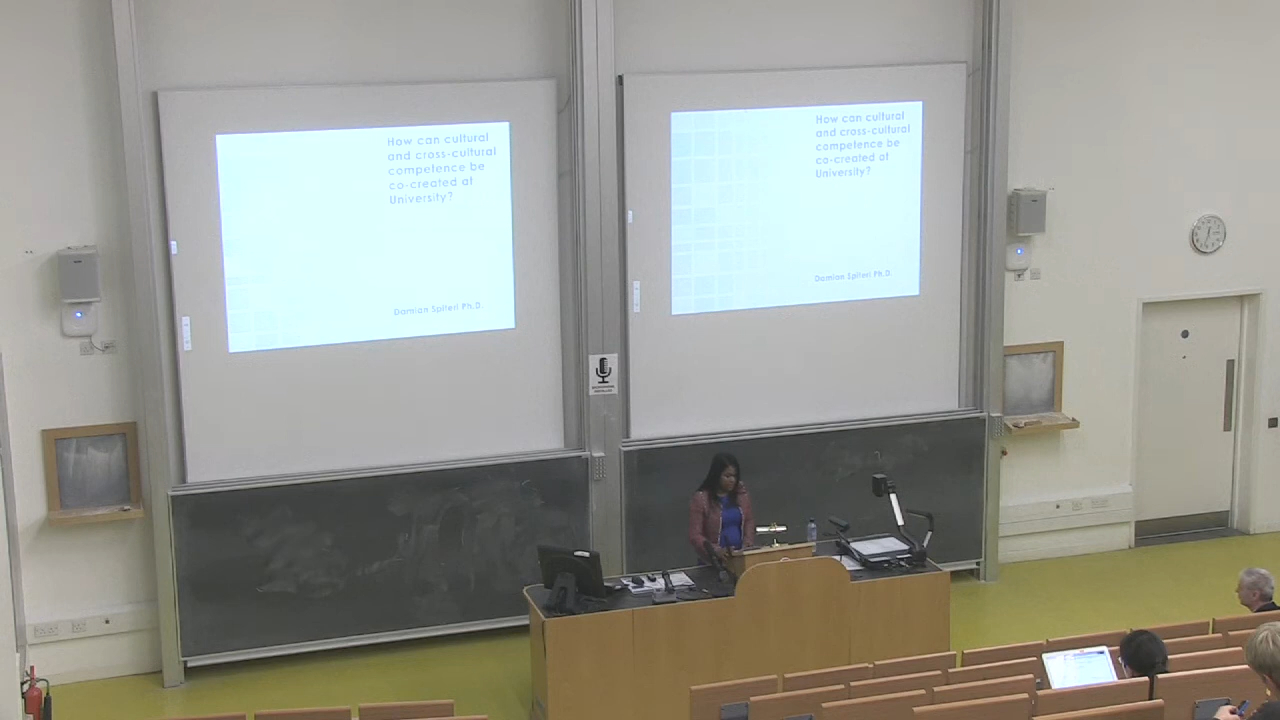 How can cultural
and cross-cultural
competence be
co-created at
University?
Damian Spiteri Ph.D.
How can cultural
and cross-cultural
competence be
co-created at
University?
Damian Spiteri Ph.D.